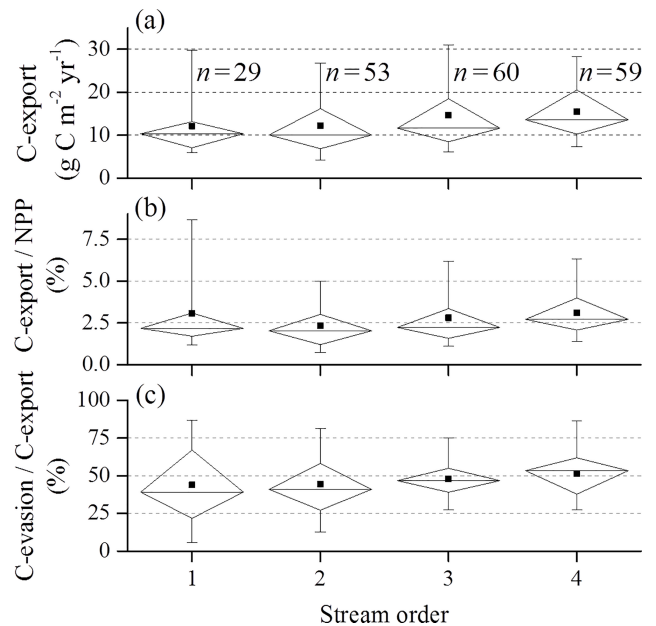 (a)
C-export
(g C m⁻² yr⁻¹)
30
20
10
0
n=29
n=53
n=60
n=59
(b)
C-export / NPP
(%)
7.5
5.0
2.5
0.0
(c)
C-evasion / C-export
(%)
100
75
50
25
0
1 2 3 4
Stream order